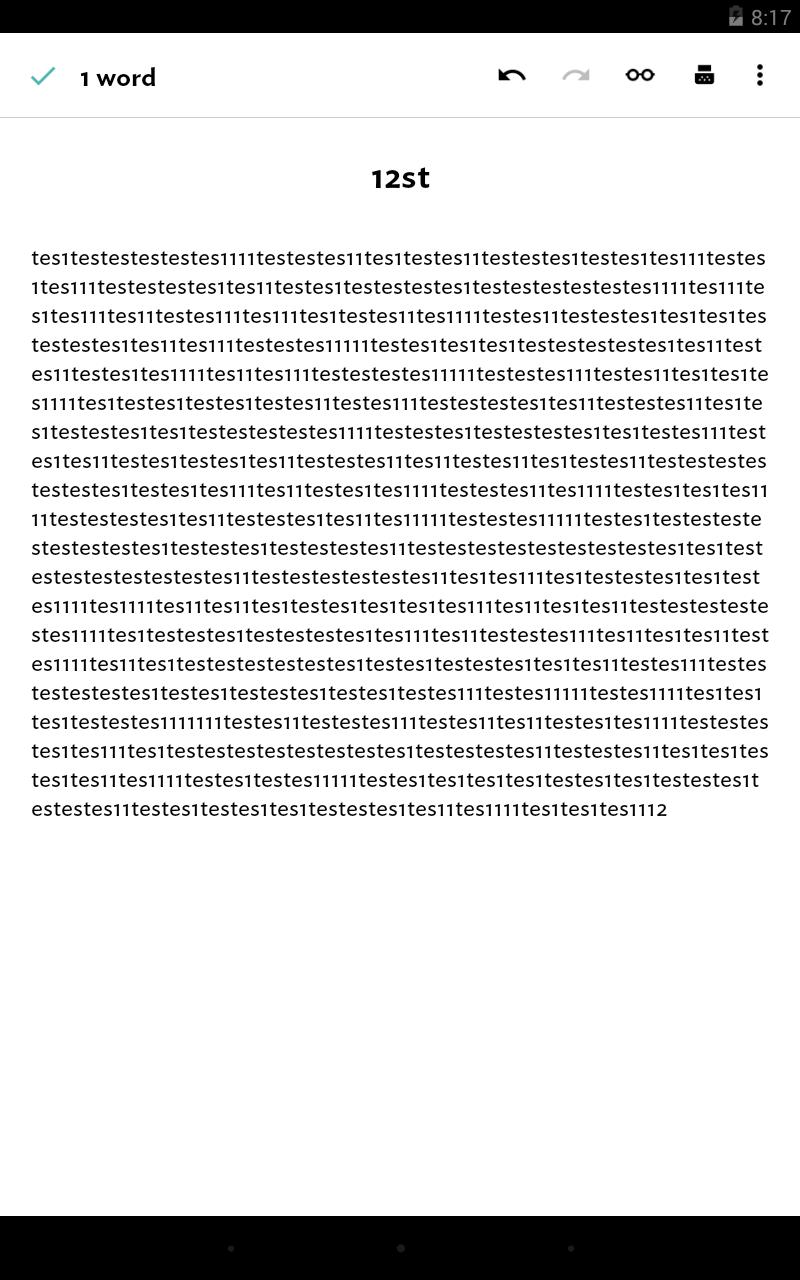 8:17
1 word
12st
tes1testestestestes1111testestes11tes1testes11testestes1testes1tes111testes
1tes111testestestes1tes11testes1testestestes1testestestestestes1111tes111te
s1tes111tes11testes111tes111tes1testes11tes1111testes11testestes1tes1tes1tes
testestes1tes11tes111testestes11111testes1tes1tes1testestestestes1tes11test
es11testes1tes1111tes11tes111testestestes11111testestes111testes11tes1tes1te
s1111tes1testes1testes1testes11testes111testestestes1tes11testestes11tes1te
s1testestes1tes1testestestestes1111testestes1testestestes1tes1testes111test
es1tes11testes1testes1tes11testestes11tes11testes11tes1testes11testestestes
testestes1testes1tes111tes11testes1tes1111testestes11tes1111testes1tes1tes11
11testestestes1tes11testestes1tes11tes11111testestes11111testes1testesteste
stestestestes1testestes1testestestes11testestestestestestestestes1tes1test
estestestestestestes11testestestestestes11tes1tes111tes1testestes1tes1test
es1111tes1111tes11tes11tes1testes1tes1tes1tes111tes11tes1tes11testestesteste
stes1111tes1testestes1testestestestes1tes111tes11testestes111tes11tes1tes11test
es1111tes11tes1testestestestestes1testes1testestes1tes1tes11testes111testes
testestestes1testes1testestes1testes1testes111testes11111testes1111tes1tes1
tes1testestes1111111testes11testestes111testes11tes11testes1tes1111testestes
tes1tes111tes1testestestestestestestes1testestestes11testestes11tes1tes1tes
tes1tes11tes1111testes1testes11111testes1tes1tes1tes1testes1tes1testestes1t
estestes11testes1testes1tes1testestes1tes11tes1111tes1tes1tes1112